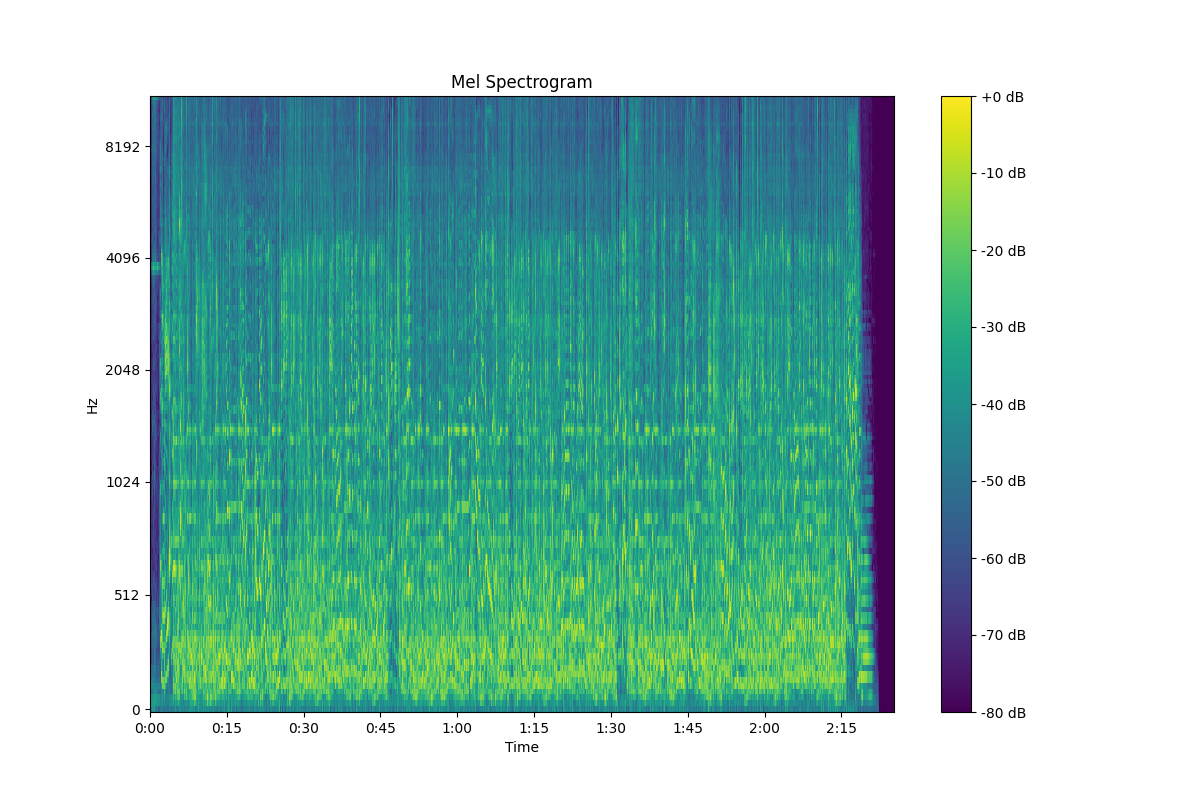 Mel Spectrogram
+0 dB
8192
-10 dB
-20 dB
4096
-30 dB
2048
-40 dB
Hz
1024
-50 dB
-60 dB
512
-70 dB
0
-80 dB
0:00 0:15 0:30 0:45 1:00 1:15 1:30 1:45 2:00 2:15
Time